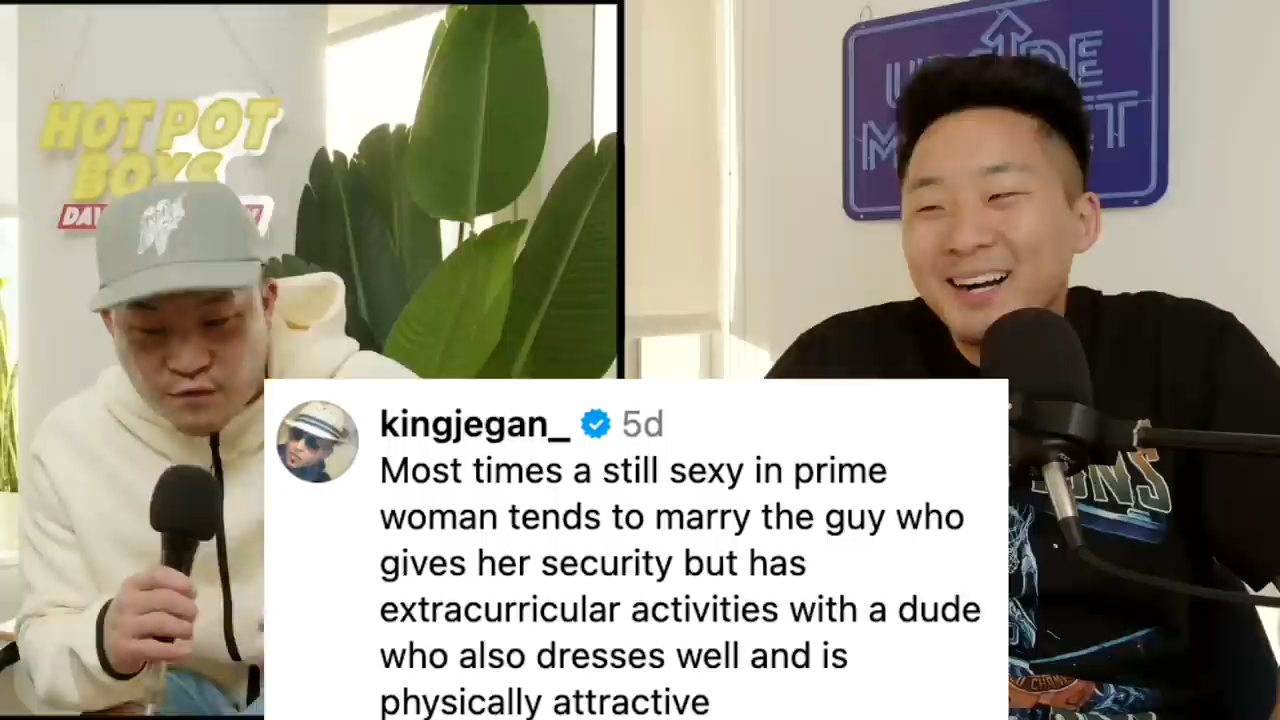 HOT POT
BOYS
DAV
kingjegan_ 5d
Most times a still sexy in prime
woman tends to marry the guy who
gives her security but has
extracurricular activities with a dude
who also dresses well and is
physically attractive